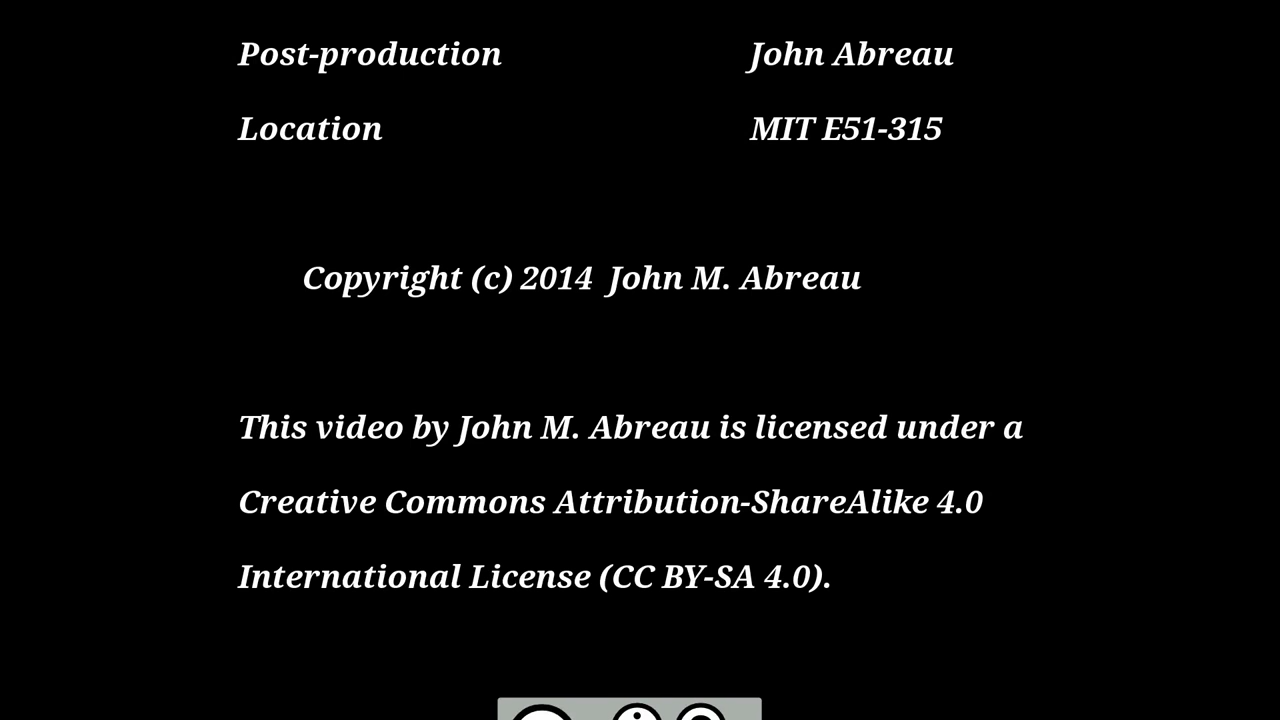 Post-production John Abreau
Location MIT E51-315
Copyright (c) 2014 John M. Abreau
This video by John M. Abreau is licensed under a
Creative Commons Attribution-ShareAlike 4.0
International License (CC BY-SA 4.0).